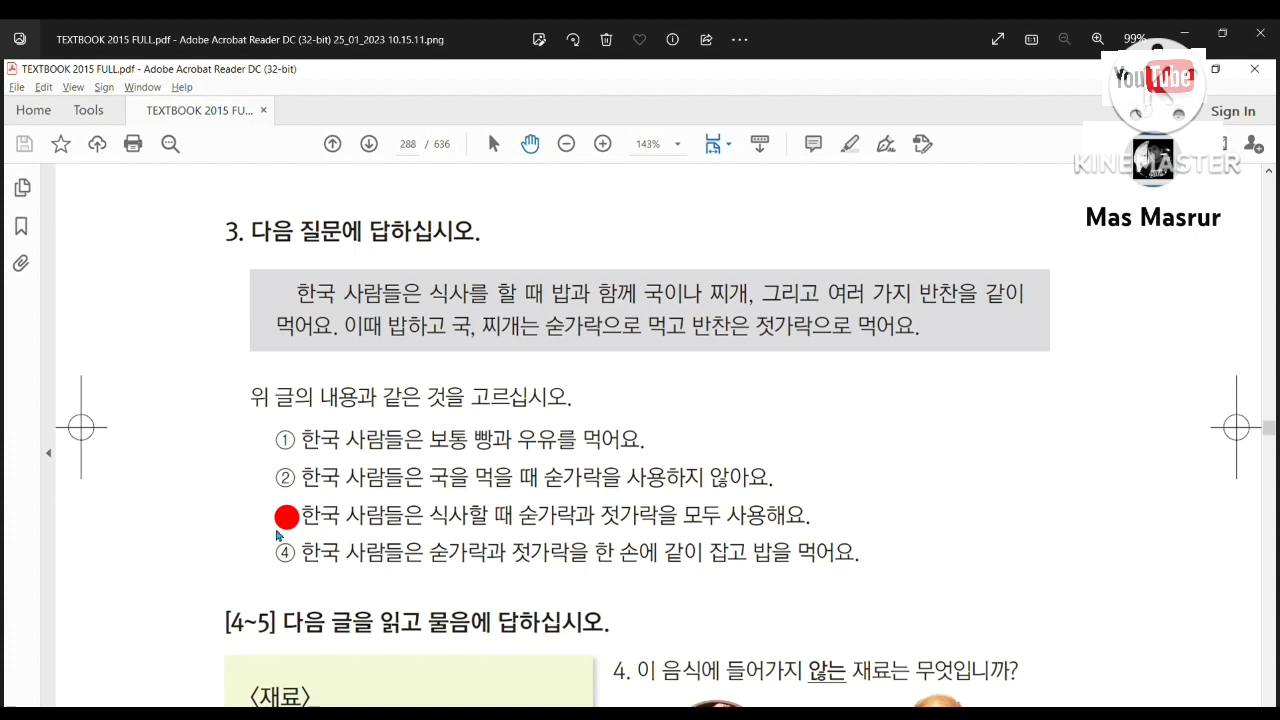 TEXTBOOK 2015 FULL.pdf - Adobe Acrobat Reader DC (32-bit) 25_01_2023 10.15.11.png
99%
TEXTBOOK 2015 FULL.pdf - Adobe Acrobat Reader DC (32-bit)
YouTube
File Edit View Sign Window Help
Home Tools TEXTBOOK 2015 FU... × Sign In
288 / 636 143%
KINEMASTER
Mas Masrur
3. 다음 질문에 답하십시오.
한국 사람들은 식사를 할 때 밥과 함께 국이나 찌개, 그리고 여러 가지 반찬을 같이
먹어요. 이때 밥하고 국, 찌개는 숟가락으로 먹고 반찬은 젓가락으로 먹어요.
위 글의 내용과 같은 것을 고르십시오.
① 한국 사람들은 보통 빵과 우유를 먹어요.
② 한국 사람들은 국을 먹을 때 숟가락을 사용하지 않아요.
한국 사람들은 식사할 때 숟가락과 젓가락을 모두 사용해요.
④ 한국 사람들은 숟가락과 젓가락을 한 손에 같이 잡고 밥을 먹어요.
[4~5] 다음 글을 읽고 물음에 답하십시오.
〈재료〉
4. 이 음식에 들어가지 않는 재료는 무엇입니까?